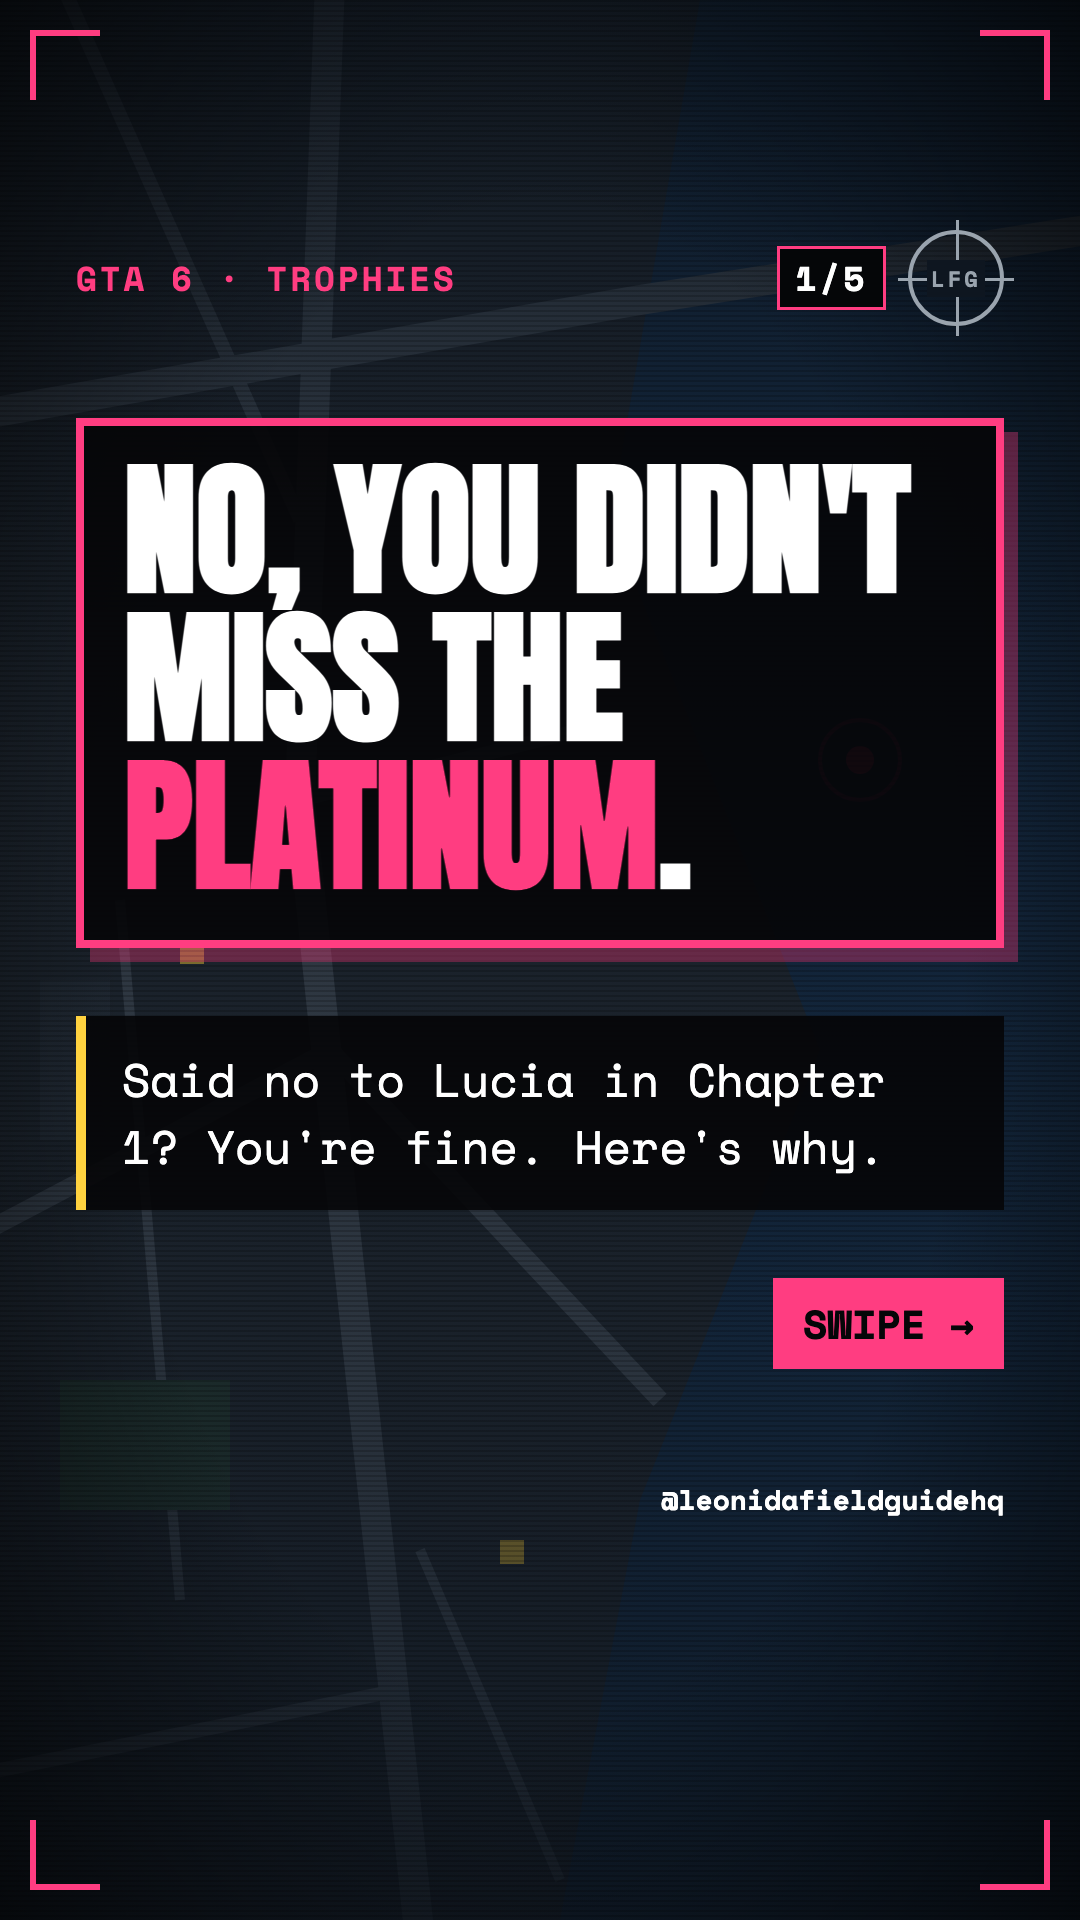 GTA 6 · TROPHIES
1/5
LFG
NO, YOU DIDN'T
MISS THE
PLATINUM.
Said no to Lucia in Chapter
1? You're fine. Here's why.
SWIPE →
@leonidafieldguidehq